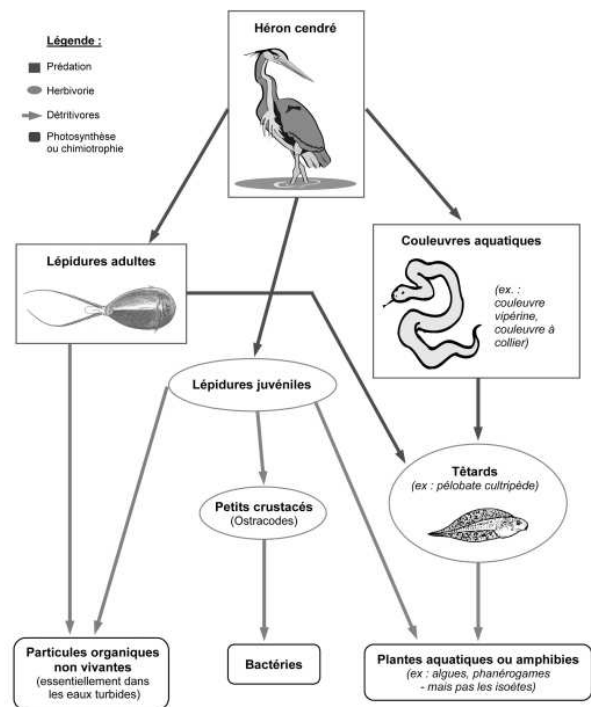 Héron cendré
Légende :
Prédation
Herbivorie
Détritivores
Photosynthèse
ou chimiotrophie
Lépidures adultes
Couleuvres aquatiques
(ex. :
couleuvre
vipérine,
couleuvre à
collier)
Lépidures juvéniles
Têtards
(ex : pélobate cultripède)
Petits crustacés
(Ostracodes)
Particules organiques
non vivantes
(essentiellement dans
les eaux turbides)
Bactéries
Plantes aquatiques ou amphibies
(ex : algues, phanérogames
- mais pas les isoètes)